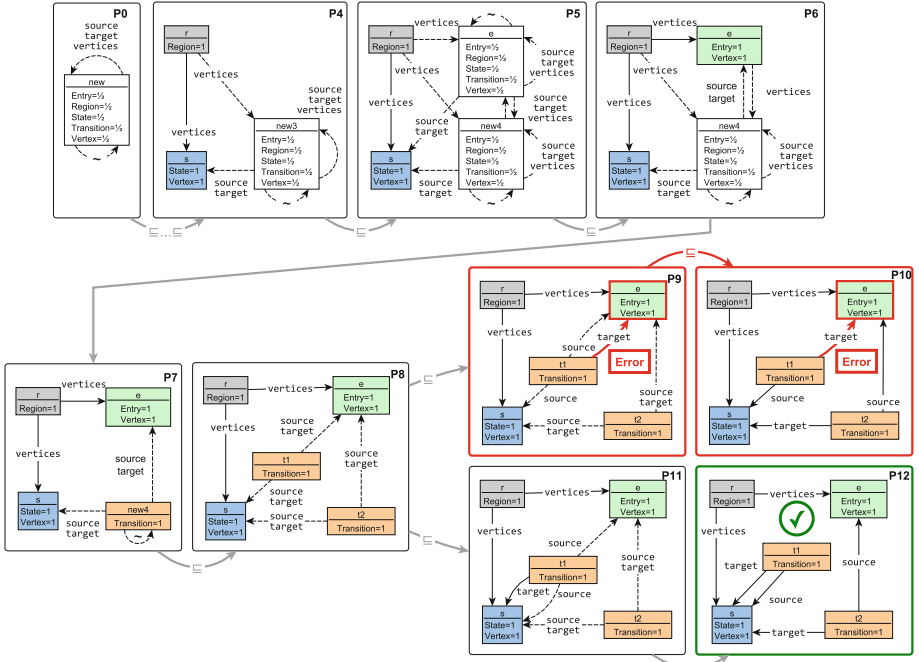 P0
source
target
vertices
new
Entry=½
Region=½
State=½
Transition=½
Vertex=½
~
⊑...⊑
P4
r
Region=1
vertices
vertices
source
target
vertices
new3
Entry=½
Region=½
State=½
Transition=½
Vertex=½
~
s
State=1
Vertex=1
source
target
⊑
P5
r
Region=1
vertices
~
e
Entry=½
Region=½
State=½
Transition=½
Vertex=½
source
target
vertices
vertices
vertices
source
target
new4
Entry=½
Region=½
State=½
Transition=½
Vertex=½
source
target
vertices
~
s
State=1
Vertex=1
source
target
⊑
P6
r
Region=1
vertices
e
Entry=1
Vertex=1
vertices
vertices
source
target
vertices
new4
Entry=½
Region=½
State=½
Transition=½
Vertex=½
~
s
State=1
Vertex=1
source
target
P7
r
Region=1
vertices
e
Entry=1
Vertex=1
vertices
source
target
s
State=1
Vertex=1
new4
Transition=1
source
target
~
⊑
P8
r
Region=1
vertices
e
Entry=1
Vertex=1
vertices
source
target
source
target
t1
Transition=1
source
target
s
State=1
Vertex=1
source
target
t2
Transition=1
⊑
⊑
P9
r
Region=1
vertices
e
Entry=1
Vertex=1
vertices
target
source
Error
t1
Transition=1
source
source
target
s
State=1
Vertex=1
source
target
t2
Transition=1
⊑
P10
r
Region=1
vertices
e
Entry=1
Vertex=1
vertices
target
Error
t1
Transition=1
source
source
s
State=1
Vertex=1
target
t2
Transition=1
P11
r
Region=1
vertices
e
Entry=1
Vertex=1
vertices
source
source
target
t1
Transition=1
target
source
s
State=1
Vertex=1
source
target
t2
Transition=1
P12
r
Region=1
vertices
e
Entry=1
Vertex=1
vertices
t1
Transition=1
target
source
source
s
State=1
Vertex=1
target
t2
Transition=1